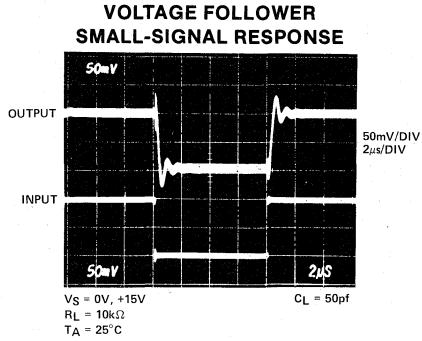 VOLTAGE FOLLOWER
SMALL-SIGNAL RESPONSE
50mV
OUTPUT
50mV/DIV
2μs/DIV
INPUT
50mV
2μS
VS = 0V, +15V
CL = 50pf
RL = 10kΩ
TA = 25°C